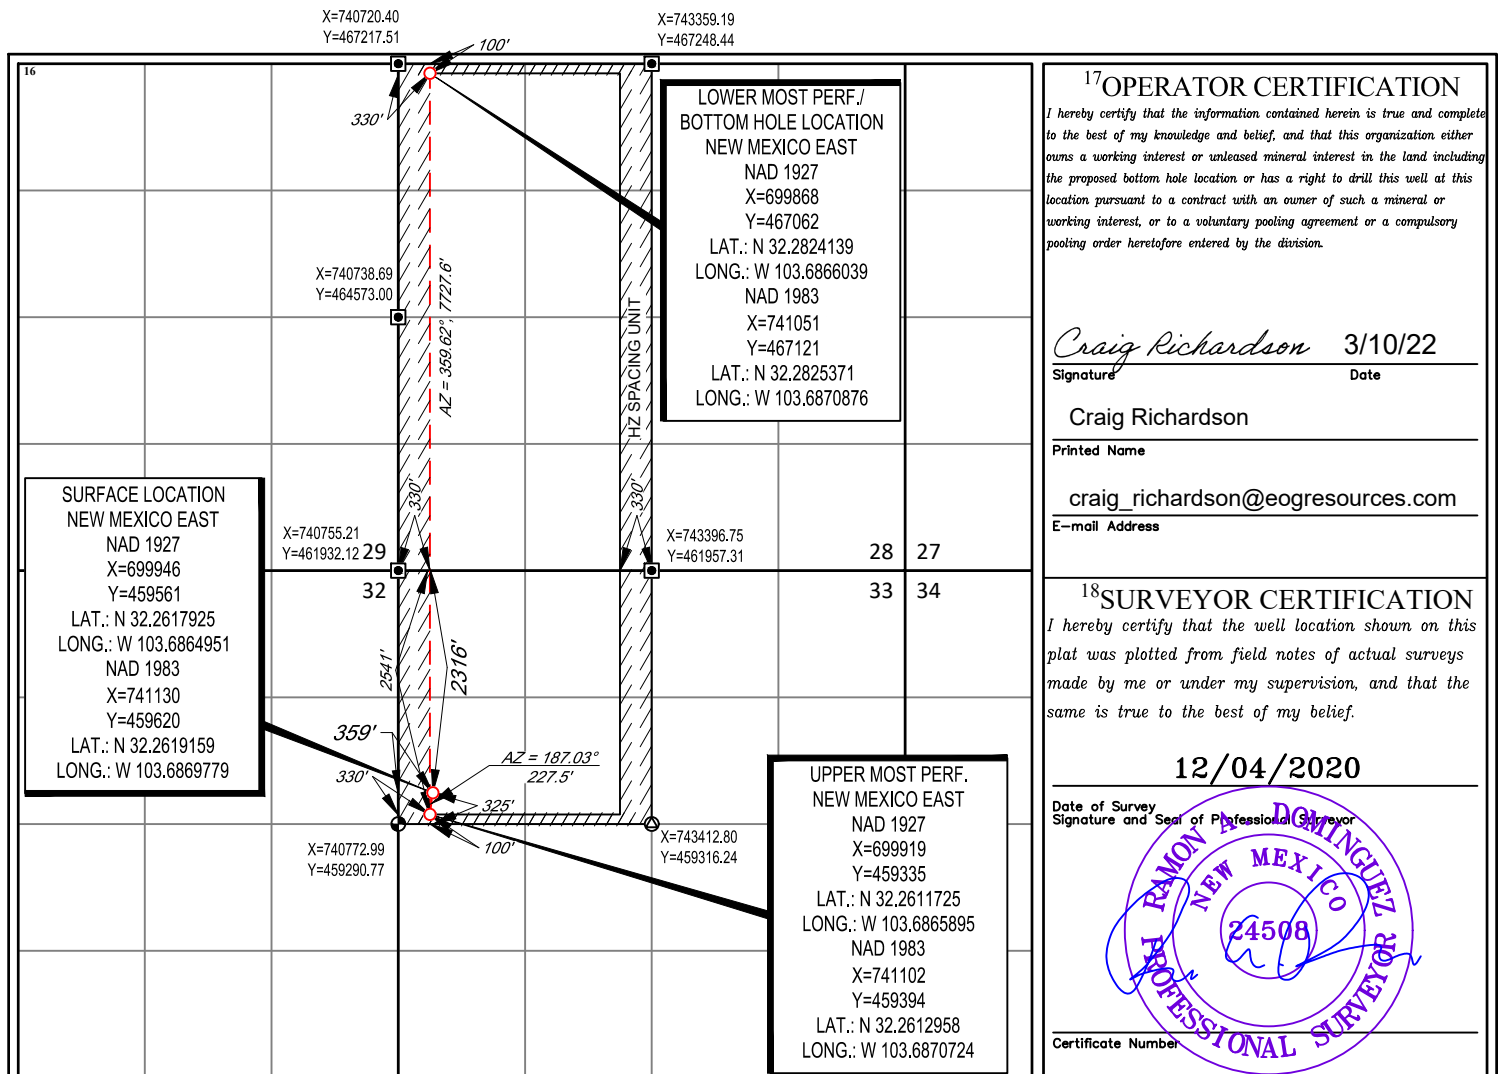 X=740720.40
Y=467217.51
X=743359.19
Y=467248.44
16
100'
330'
LOWER MOST PERF./
BOTTOM HOLE LOCATION
NEW MEXICO EAST
NAD 1927
X=699868
Y=467062
LAT.: N 32.2824139
LONG.: W 103.6866039
NAD 1983
X=741051
Y=467121
LAT.: N 32.2825371
LONG.: W 103.6870876
X=740738.69
Y=464573.00
AZ = 359.62°, 7727.6'
HZ SPACING UNIT
330'
330'
SURFACE LOCATION
NEW MEXICO EAST
NAD 1927
X=699946
Y=459561
LAT.: N 32.2617925
LONG.: W 103.6864951
NAD 1983
X=741130
Y=459620
LAT.: N 32.2619159
LONG.: W 103.6869779
X=740755.21
Y=461932.12
29
32
X=743396.75
Y=461957.31
28 27
33 34
2541'
2316'
359'
330'
AZ = 187.03°
227.5'
325'
100'
X=740772.99
Y=459290.77
X=743412.80
Y=459316.24
UPPER MOST PERF.
NEW MEXICO EAST
NAD 1927
X=699919
Y=459335
LAT.: N 32.2611725
LONG.: W 103.6865895
NAD 1983
X=741102
Y=459394
LAT.: N 32.2612958
LONG.: W 103.6870724
17 OPERATOR CERTIFICATION
I hereby certify that the information contained herein is true and complete
to the best of my knowledge and belief, and that this organization either
owns a working interest or unleased mineral interest in the land including
the proposed bottom hole location or has a right to drill this well at this
location pursuant to a contract with an owner of such a mineral or
working interest, or to a voluntary pooling agreement or a compulsory
pooling order heretofore entered by the division.
Craig Richardson 3/10/22
Signature Date
Craig Richardson
Printed Name
craig_richardson@eogresources.com
E-mail Address
18 SURVEYOR CERTIFICATION
I hereby certify that the well location shown on this
plat was plotted from field notes of actual surveys
made by me or under my supervision, and that the
same is true to the best of my belief.
12/04/2020
Date of Survey
Signature and Seal of Professional Surveyor
RAMON A. DOMINGUEZ
NEW MEXICO
24508
PROFESSIONAL SURVEYOR
Certificate Number